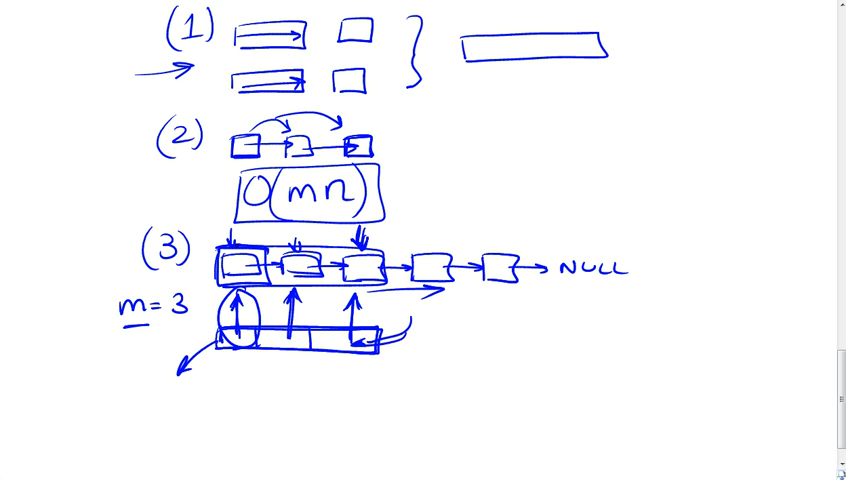 (1)
(2)
O(mn)
(3)
NULL
m = 3